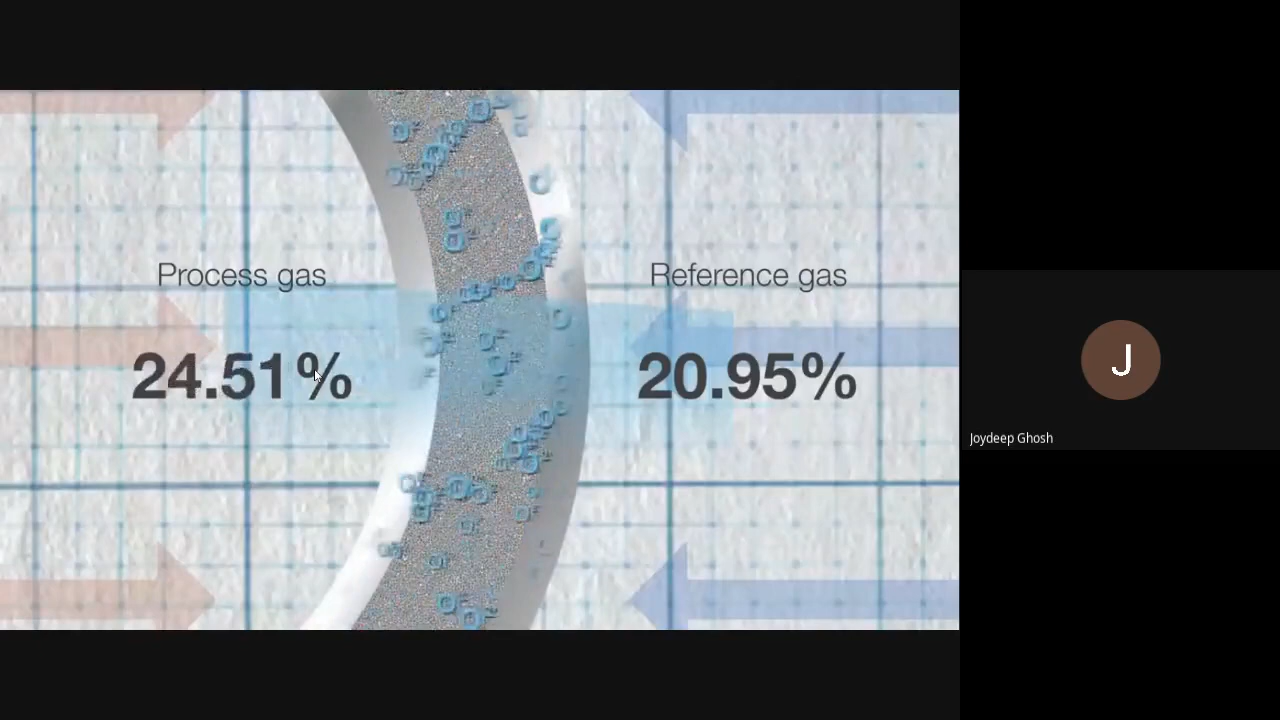 Process gas
Reference gas
24.51%
20.95%
J
Joydeep Ghosh